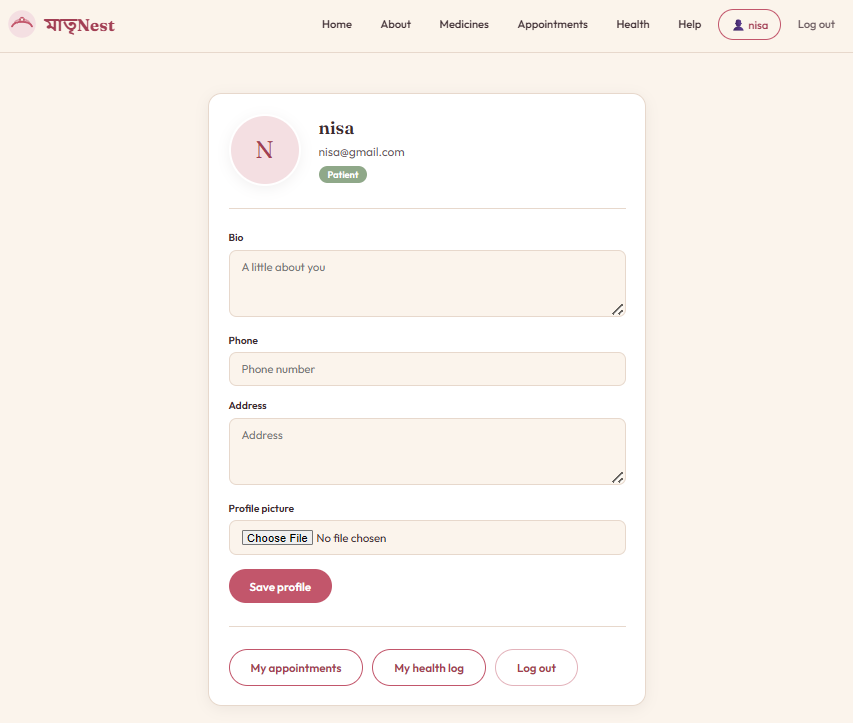 মাতৃNest
Home About Medicines Appointments Health Help nisa Log out
N
nisa
nisa@gmail.com
Patient
Bio
A little about you
Phone
Phone number
Address
Address
Profile picture
Choose File No file chosen
Save profile
My appointments My health log Log out